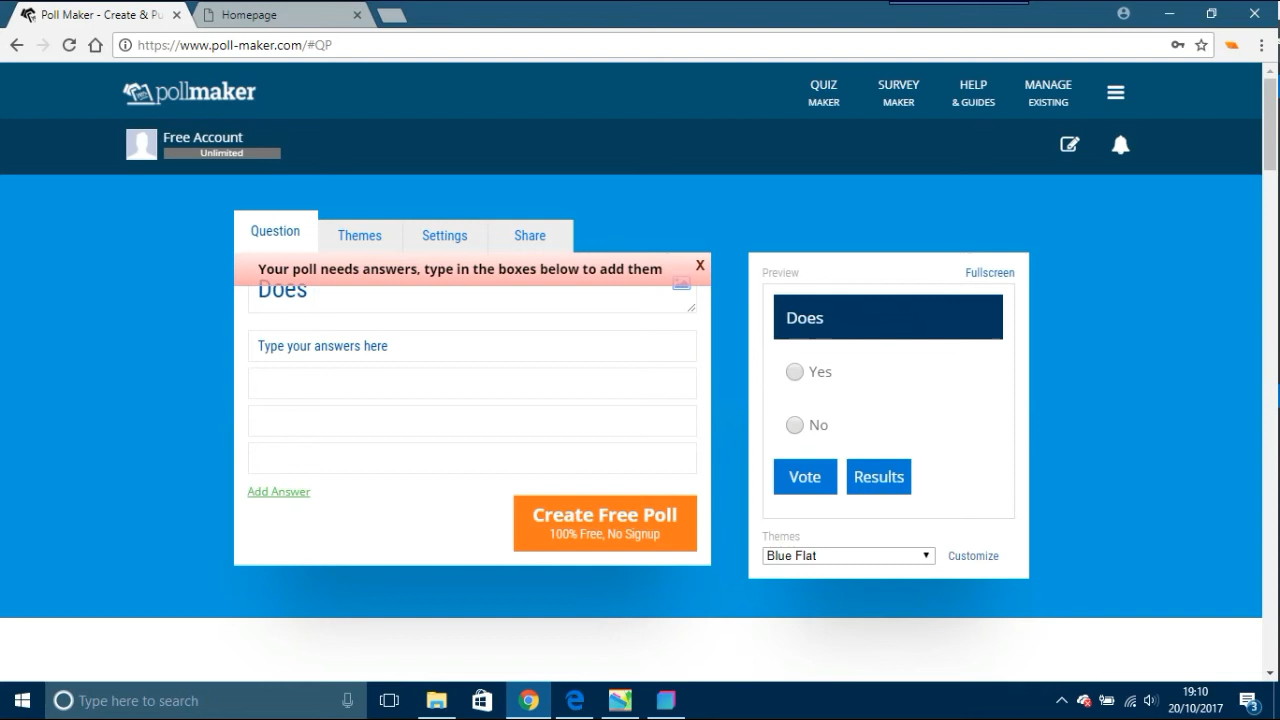 Poll Maker - Create & Pu
Homepage
https://www.poll-maker.com/#QP
pollmaker
QUIZ
MAKER
SURVEY
MAKER
HELP
& GUIDES
MANAGE
EXISTING
Free Account
Unlimited
Question
Themes
Settings
Share
Your poll needs answers, type in the boxes below to add them
X
Does
Type your answers here
Add Answer
Create Free Poll
100% Free, No Signup
Preview
Fullscreen
Does
Yes
No
Vote
Results
Themes
Blue Flat
Customize
Type here to search
19:10
20/10/2017
3